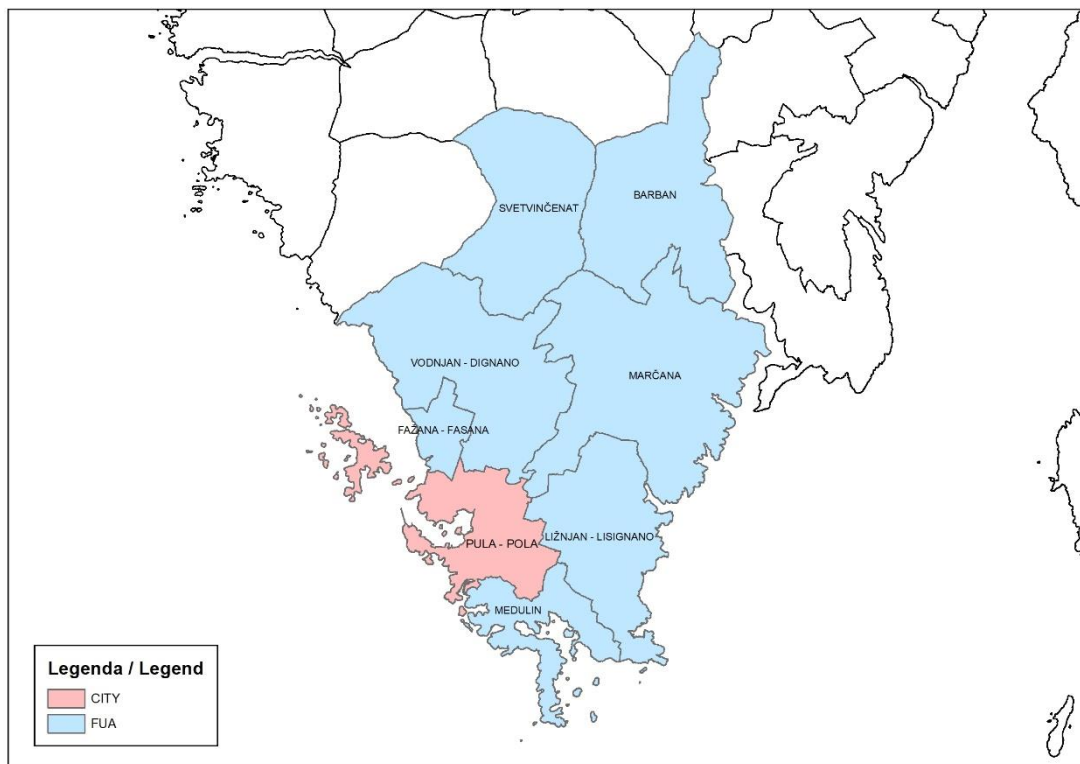 BARBAN
SVETVINČENAT
VODNJAN - DIGNANO
MARČANA
FAŽANA - FASANA
LIŽNJAN - LISIGNANO
PULA - POLA
MEDULIN
Legenda / Legend
CITY
FUA